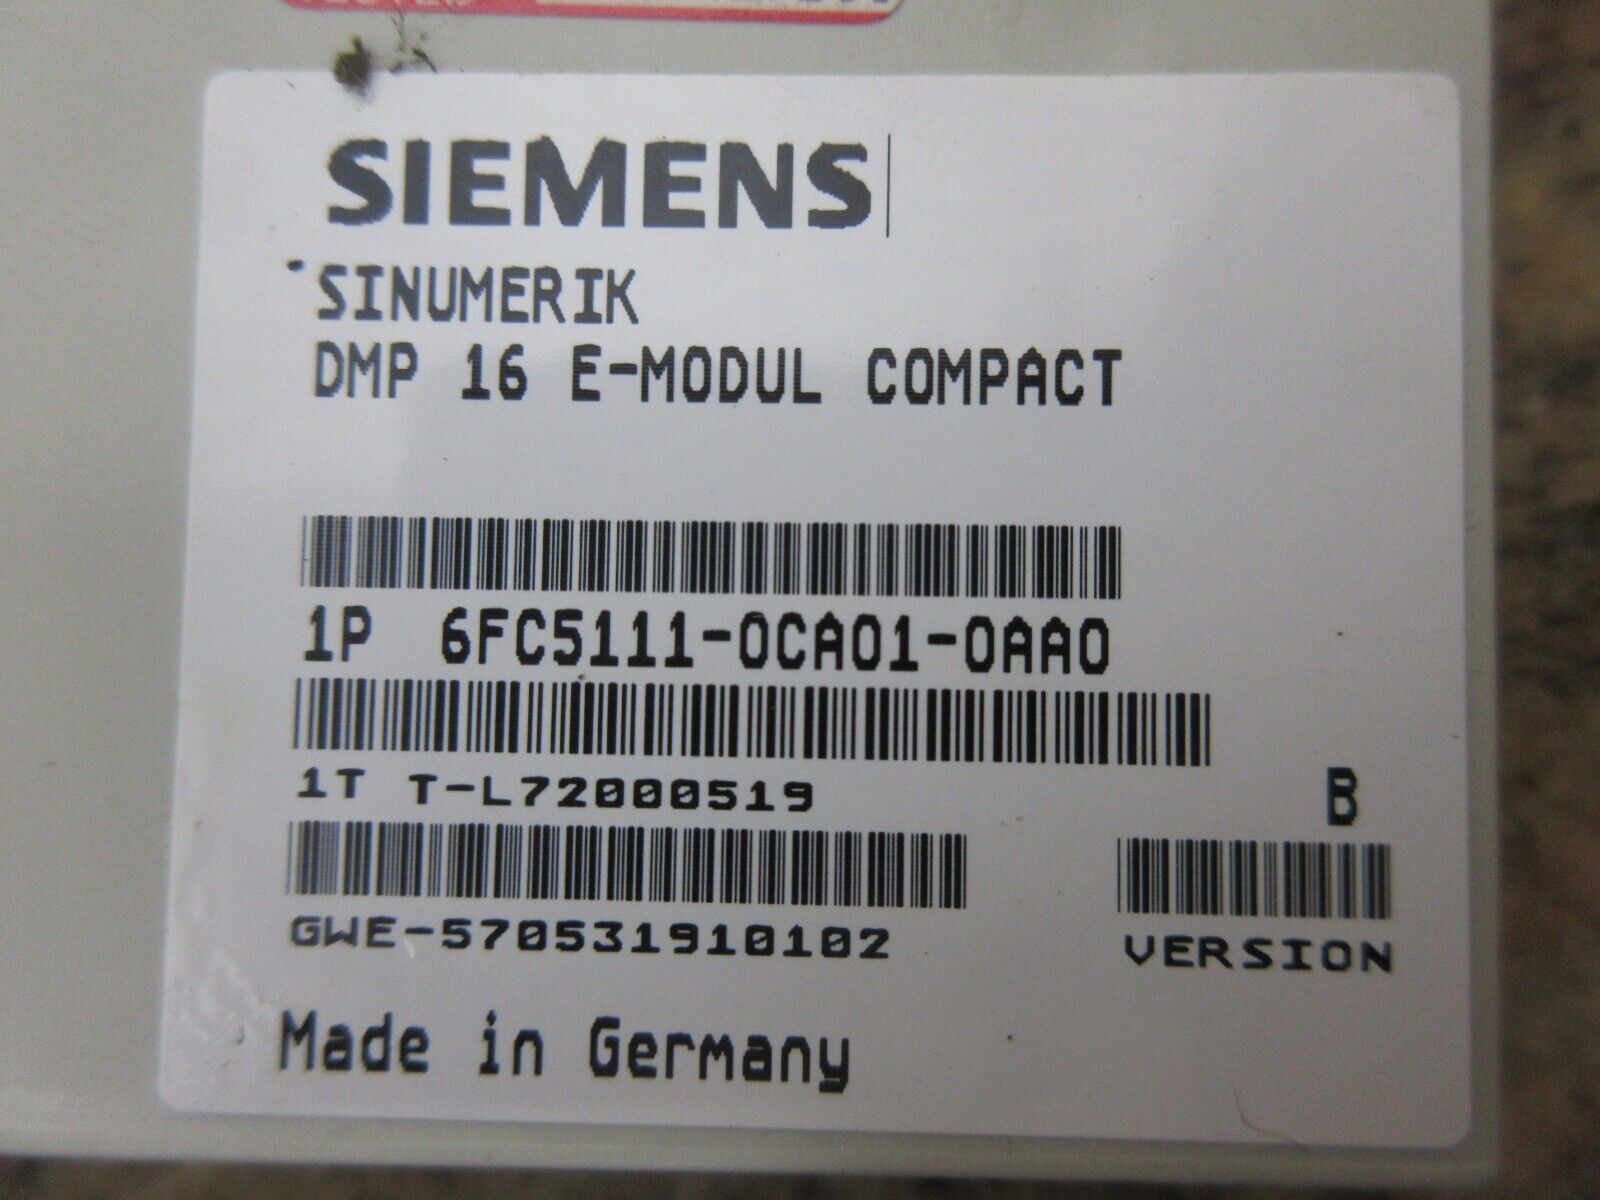 SIEMENS
SINUMERIK
DMP 16 E-MODUL COMPACT
1P 6FC5111-0CA01-0AA0
1T T-L72000519
B
GWE-570531910102
VERSION
Made in Germany